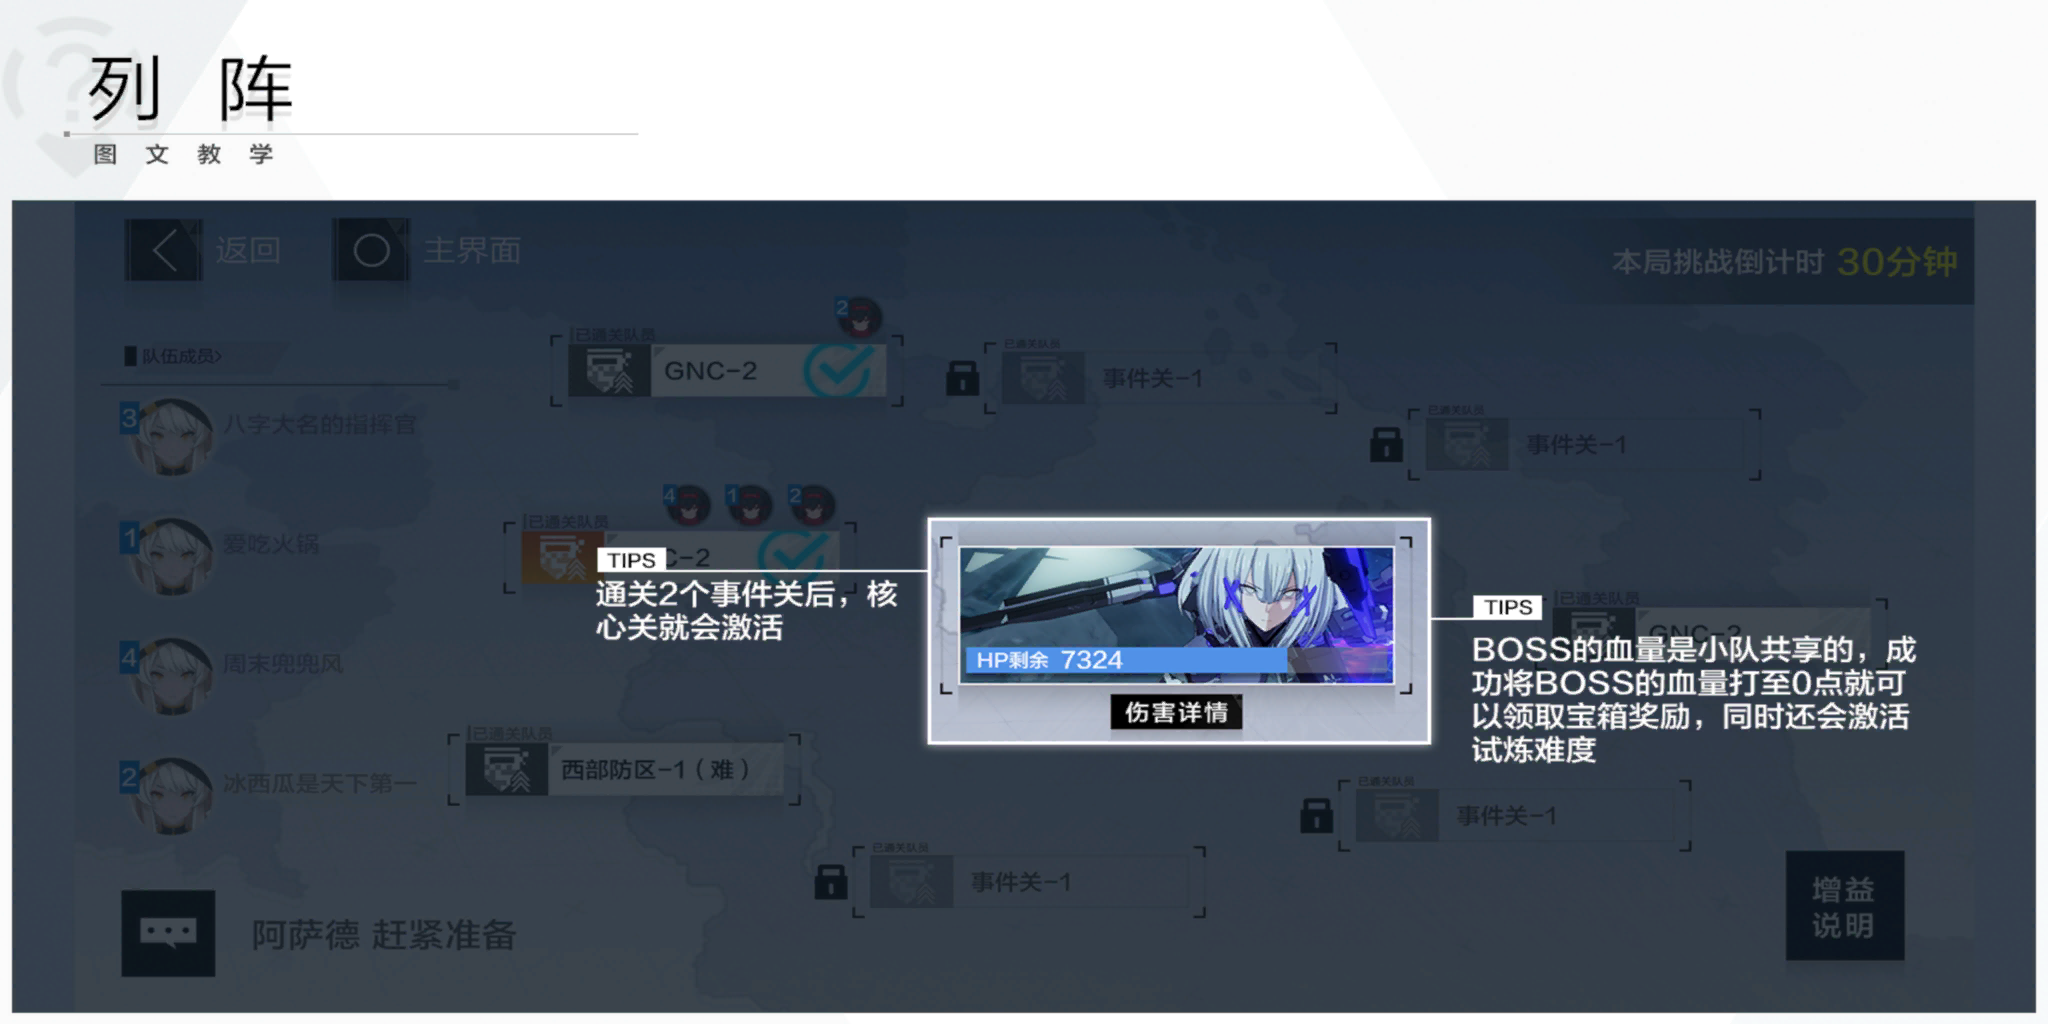 列 阵
图 文 教 学
返回
主界面
本局挑战倒计时 30分钟
队伍成员>
3
八字大名的指挥官
1
爱吃火锅
4
周末兜兜风
2
冰西瓜是天下第一
2
已通关队员
GNC-2
已通关队员
事件关-1
已通关队员
事件关-1
4
1
2
已通关队员
C-2
TIPS
通关2个事件关后，核
心关就会激活
HP剩余 7324
伤害详情
已通关队员
GNC-2
TIPS
BOSS的血量是小队共享的，成
功将BOSS的血量打至0点就可
以领取宝箱奖励，同时还会激活
试炼难度
已通关队员
西部防区-1（难）
已通关队员
事件关-1
已通关队员
事件关-1
阿萨德 赶紧准备
增益
说明